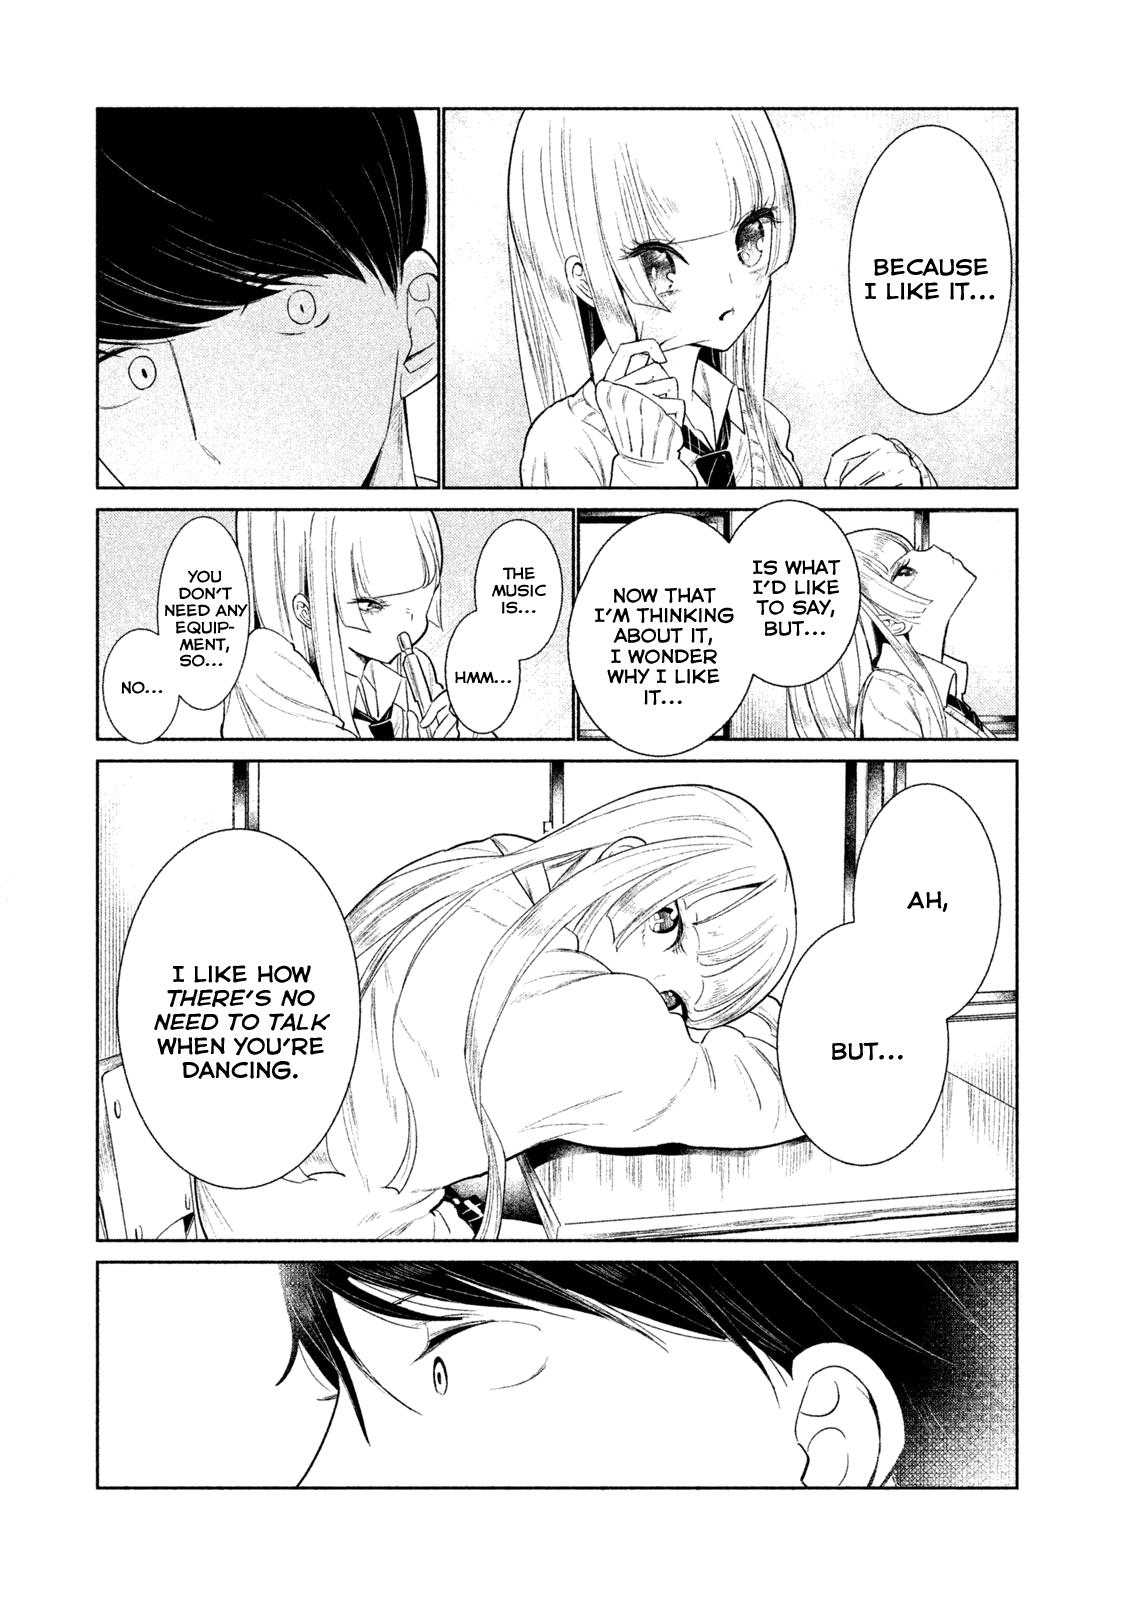 BECAUSE
I LIKE IT...
IS WHAT
I'D LIKE
TO SAY,
BUT...
NOW THAT
I'M THINKING
ABOUT IT,
I WONDER
WHY I LIKE
IT...
THE
MUSIC
IS...
HMM...
YOU
DON'T
NEED ANY
EQUIP-
MENT,
SO...
NO...
AH,
BUT...
I LIKE HOW
THERE'S NO
NEED TO TALK
WHEN YOU'RE
DANCING.